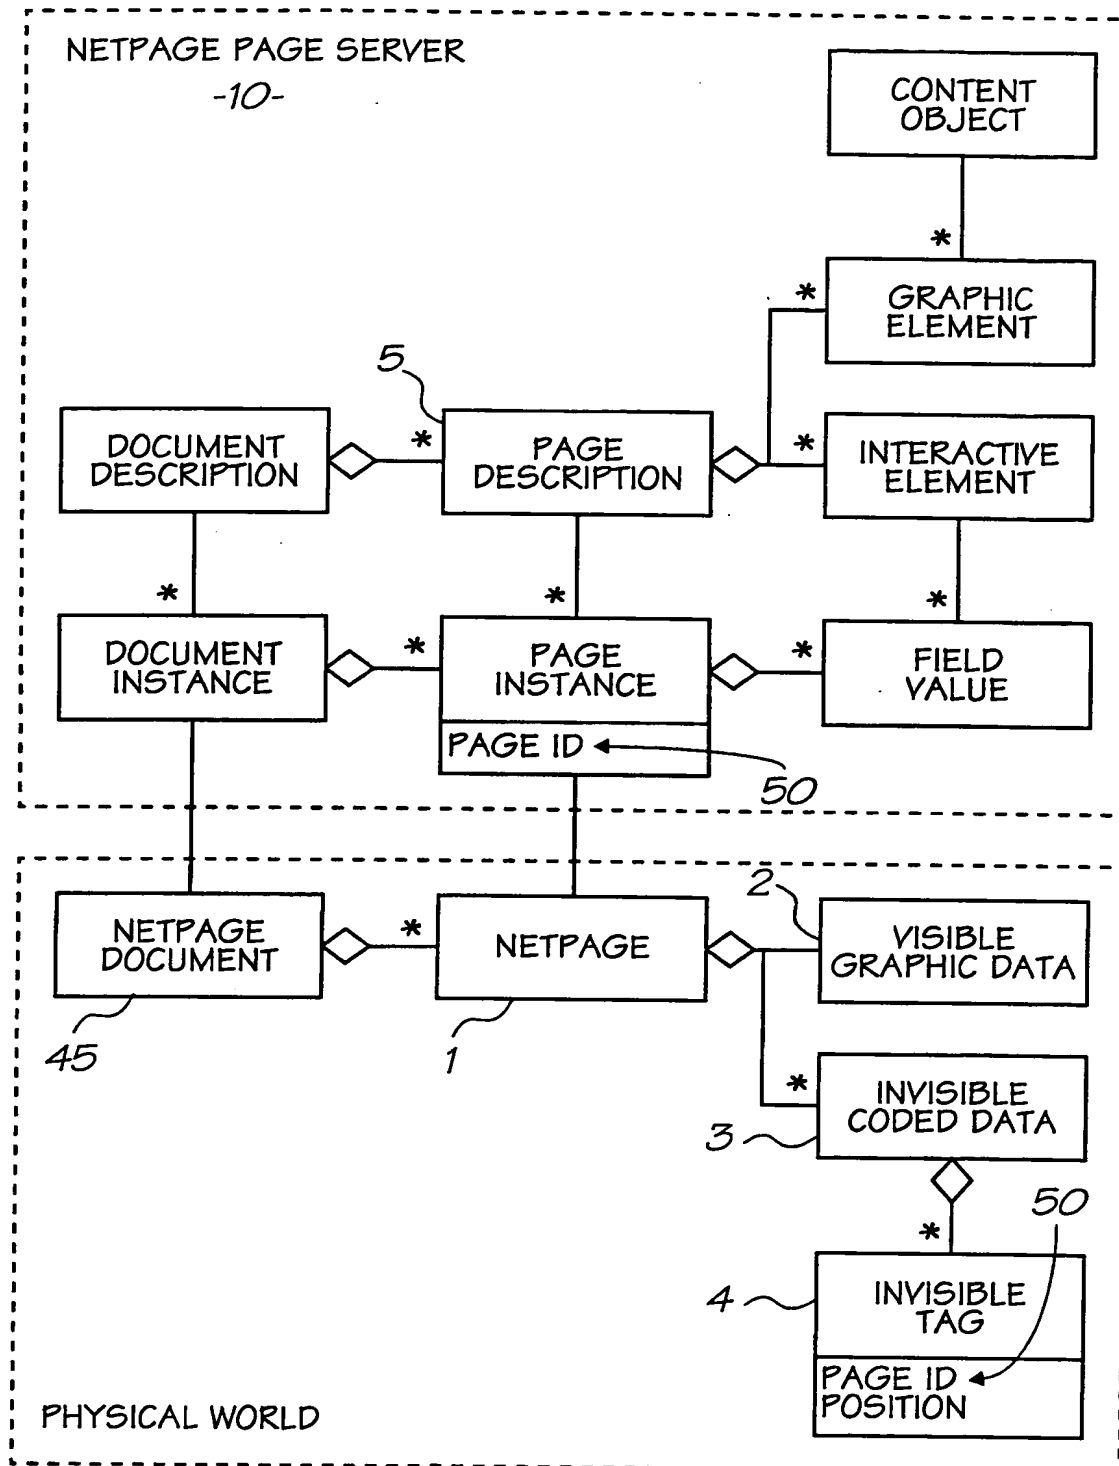 NETPAGE PAGE SERVER
-10-
CONTENT
OBJECT
*
*
GRAPHIC
ELEMENT
5
DOCUMENT
DESCRIPTION
*
PAGE
DESCRIPTION
*
INTERACTIVE
ELEMENT
*
*
*
DOCUMENT
INSTANCE
*
PAGE
INSTANCE
*
FIELD
VALUE
PAGE ID
50
NETPAGE
DOCUMENT
*
NETPAGE
2
VISIBLE
GRAPHIC DATA
45
1
*
3
INVISIBLE
CODED DATA
50
*
4
INVISIBLE
TAG
PAGE ID
POSITION
PHYSICAL WORLD